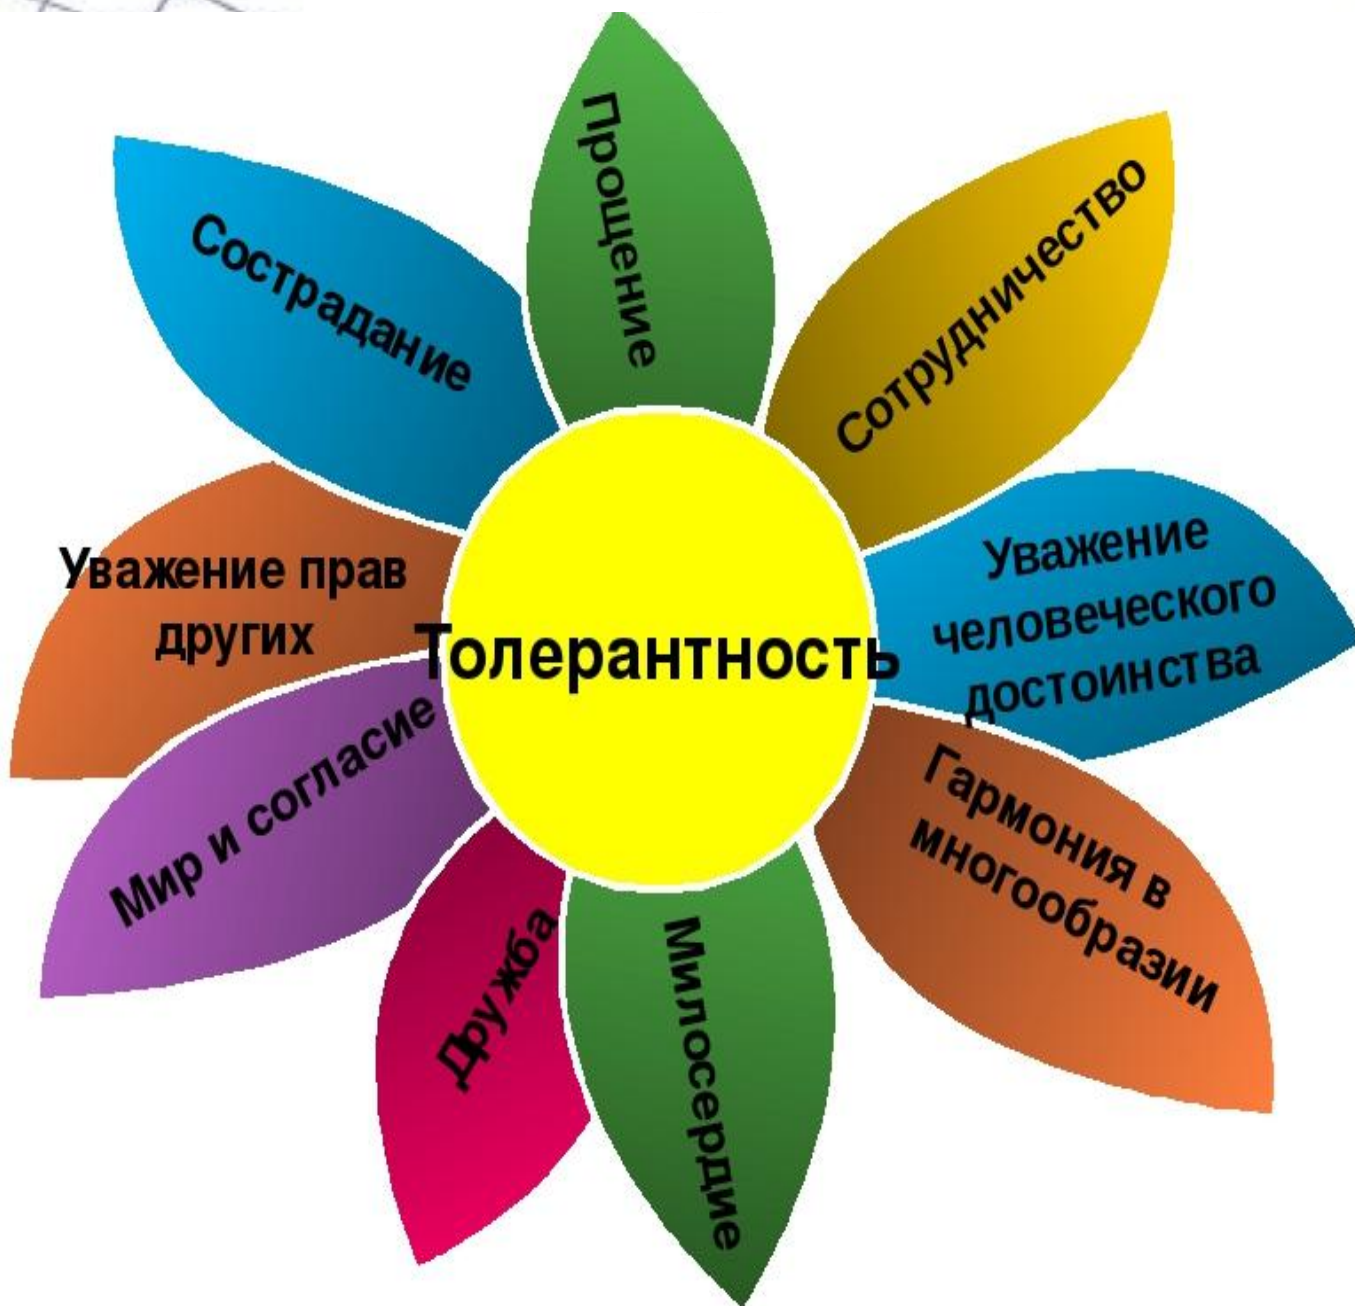 Прощение
Сотрудничество
Сострадание
Уважение
человеческого
достоинства
Уважение прав
других
Толерантность
Мир и согласие
Гармония в
многообразии
Дружба
Милосердие